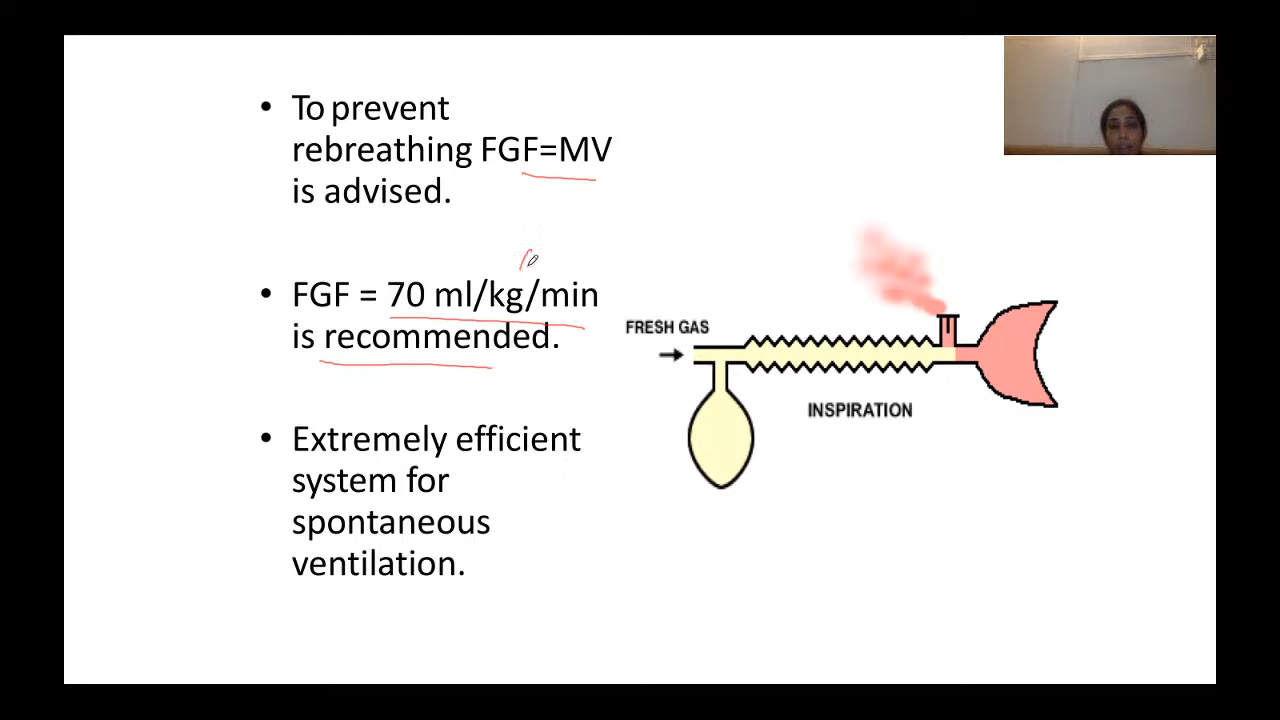 • To prevent
rebreathing FGF=MV
is advised.
• FGF = 70 ml/kg/min
is recommended.
• Extremely efficient
system for
spontaneous
ventilation.
FRESH GAS
INSPIRATION